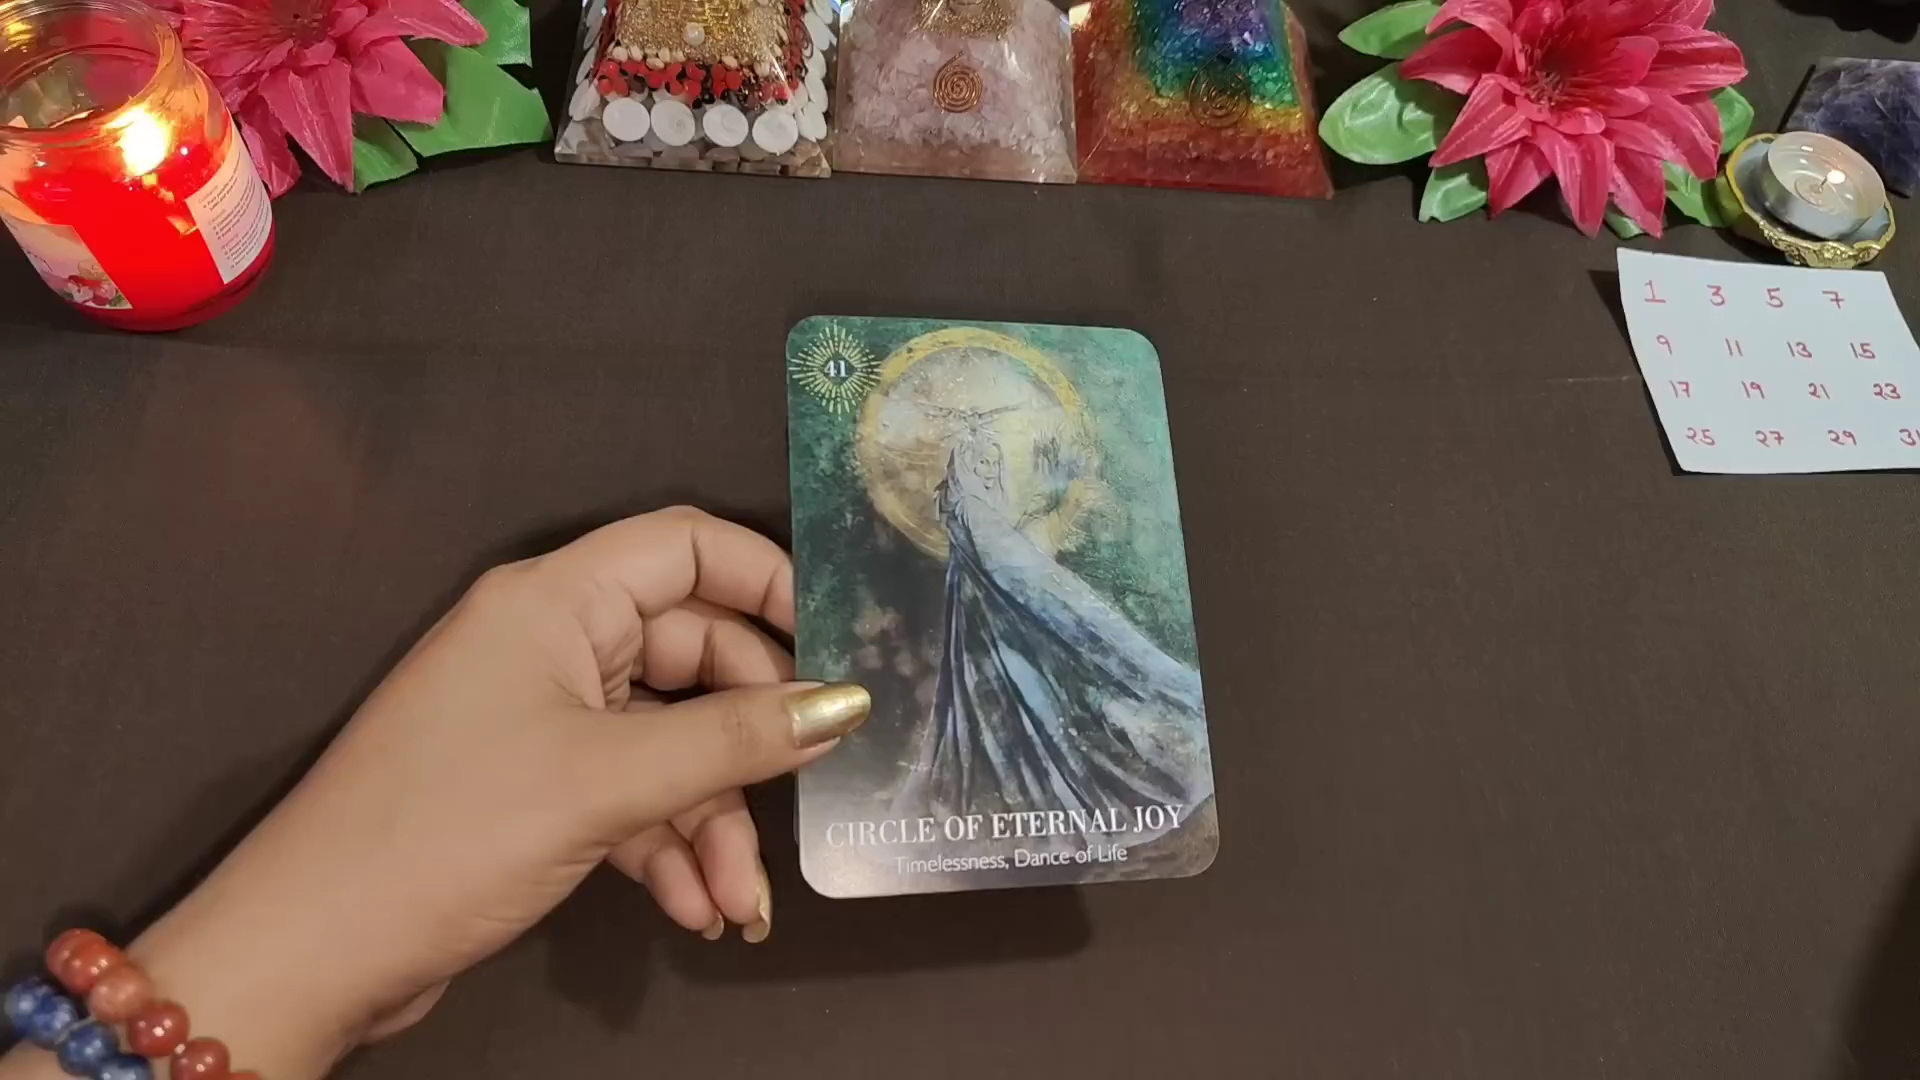 41
CIRCLE OF ETERNAL JOY
Timelessness, Dance of Life
1 3 5 7
9 11 13 15
17 19 21 23
25 27 29 31